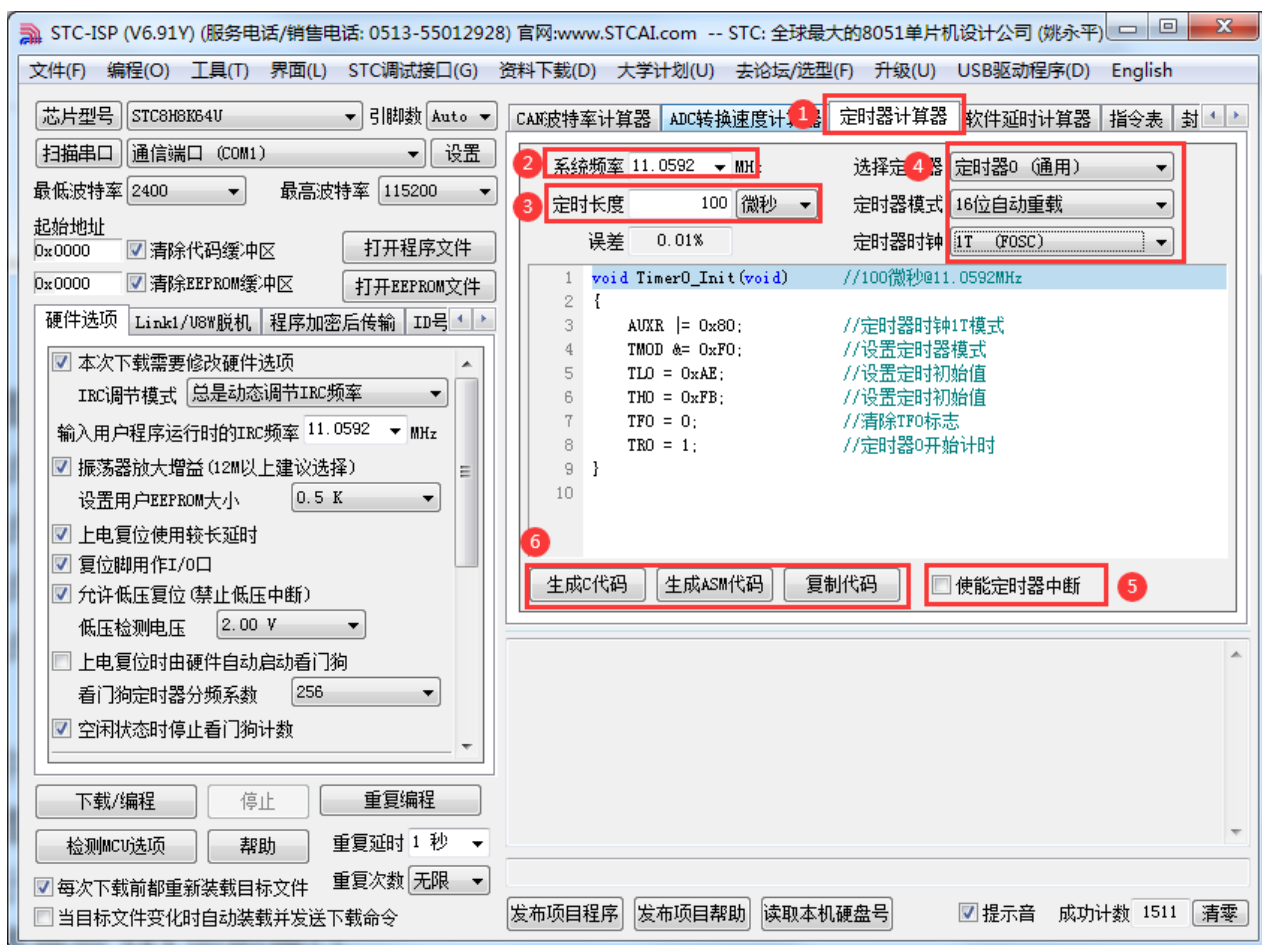 STC-ISP (V6.91Y) (服务电话/销售电话: 0513-55012928) 官网:www.STCAI.com -- STC: 全球最大的8051单片机设计公司 (姚永平)
文件(F) 编程(O) 工具(T) 界面(L) STC调试接口(G) 资料下载(D) 大学计划(U) 去论坛/选型(F) 升级(U) USB驱动程序(D) English
芯片型号 STC8H8K64U 引脚数 Auto
扫描串口 通信端口 (COM1) 设置
最低波特率 2400 最高波特率 115200
起始地址
0x0000 清除代码缓冲区 打开程序文件
0x0000 清除EEPROM缓冲区 打开EEPROM文件
硬件选项 Link1/U8W脱机 程序加密后传输 ID号
本次下载需要修改硬件选项
IRC调节模式 总是动态调节IRC频率
输入用户程序运行时的IRC频率 11.0592 MHz
振荡器放大增益(12M以上建议选择)
设置用户EEPROM大小 0.5 K
上电复位使用较长延时
复位脚用作I/O口
允许低压复位(禁止低压中断)
低压检测电压 2.00 V
上电复位时由硬件自动启动看门狗
看门狗定时器分频系数 256
空闲状态时停止看门狗计数
下载/编程 停止 重复编程
检测MCU选项 帮助 重复延时 1 秒
每次下载前都重新装载目标文件 重复次数 无限
当目标文件变化时自动装载并发送下载命令
CAN波特率计算器 ADC转换速度计 器 1 定时器计算器 软件延时计算器 指令表 封
2 系统频率 11.0592 MHz 选择定 器 4 定时器0 (通用)
3 定时长度 100 微秒 定时器模式 16位自动重载
误差 0.01% 定时器时钟 1T (FOSC)
1 void Timer0_Init(void) //100微秒@11.0592MHz
2 {
3 AUXR |= 0x80; //定时器时钟1T模式
4 TMOD &= 0xF0; //设置定时器模式
5 TL0 = 0xAE; //设置定时初始值
6 TH0 = 0xFB; //设置定时初始值
7 TF0 = 0; //清除TF0标志
8 TR0 = 1; //定时器0开始计时
9 }
10
6
生成C代码 生成ASM代码 复制代码 使能定时器中断 5
发布项目程序 发布项目帮助 读取本机硬盘号 提示音 成功计数 1511 清零